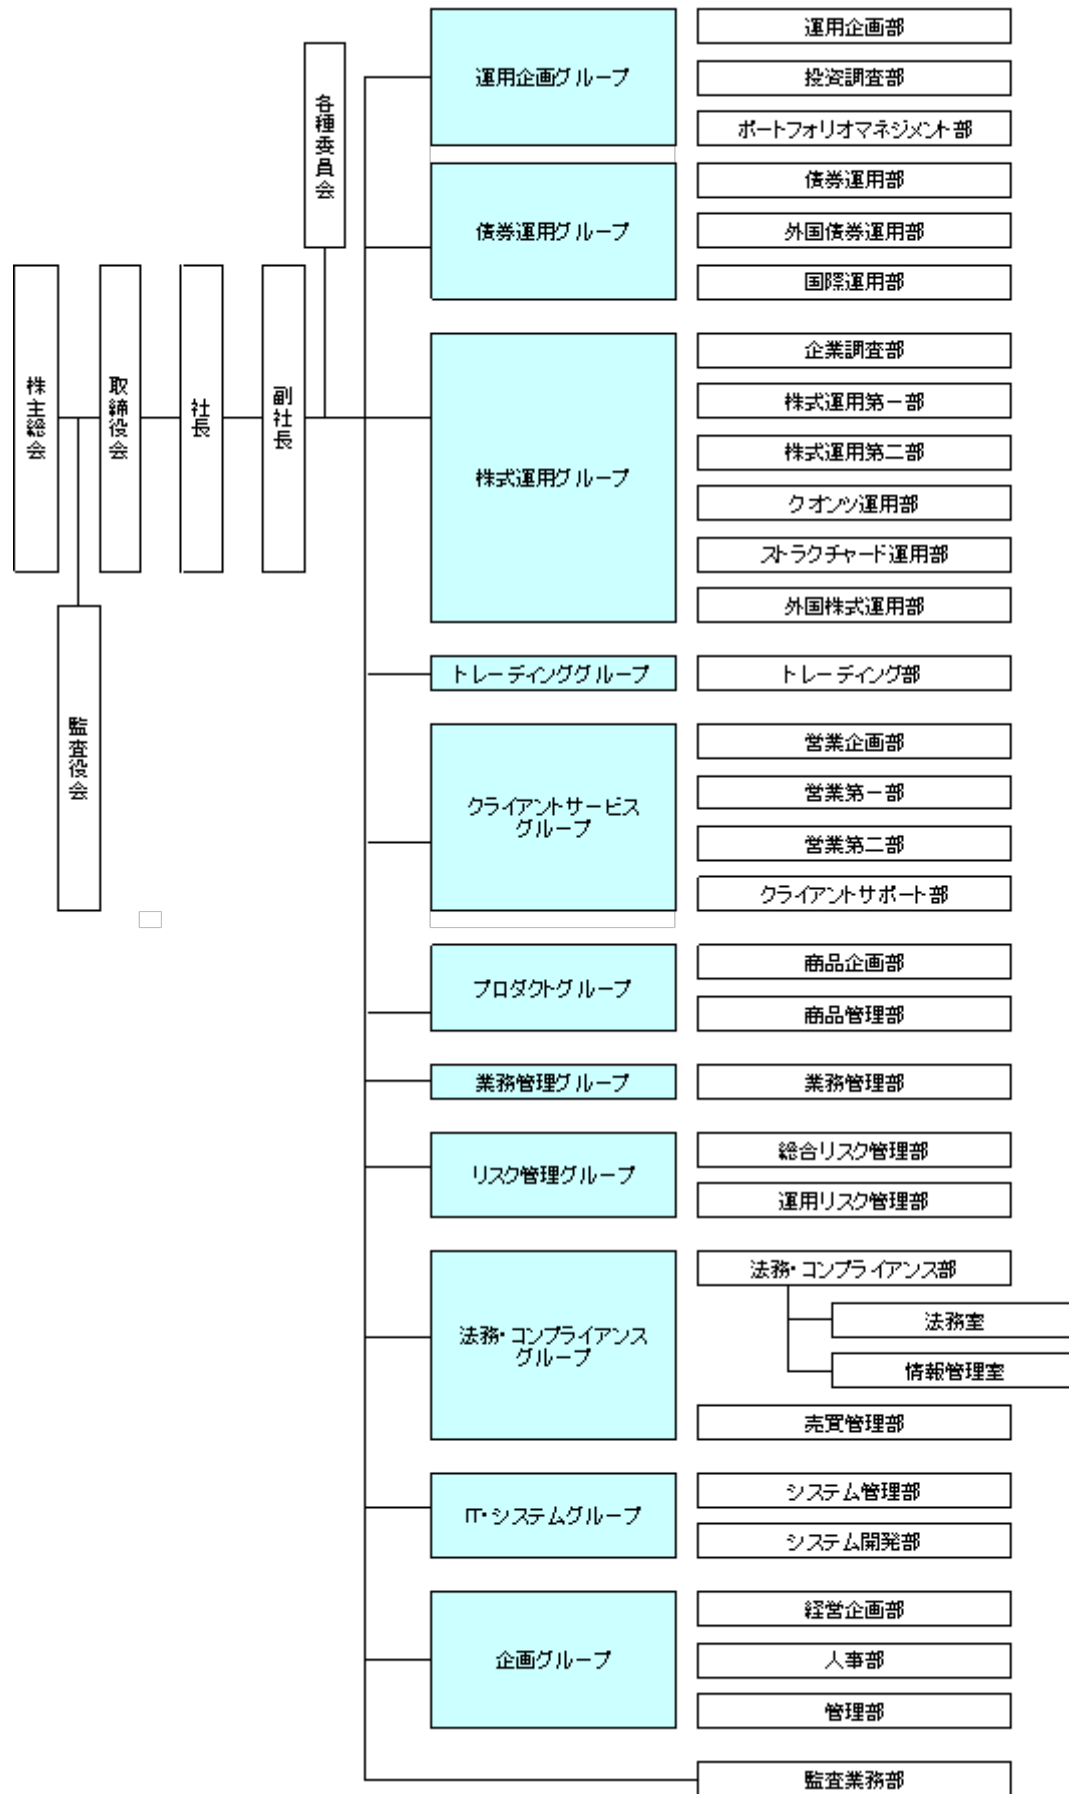 株主総会
監査役会
取締役会
社長
副社長
各種委員会
運用企画グループ
運用企画部
投資調査部
ポートフォリオマネジメント部
債券運用グループ
債券運用部
外国債券運用部
国際運用部
株式運用グループ
企業調査部
株式運用第一部
株式運用第二部
クオンツ運用部
ストラクチャード運用部
外国株式運用部
トレーディンググループ
トレーディング部
クライアントサービス
グループ
営業企画部
営業第一部
営業第二部
クライアントサポート部
プロダクトグループ
商品企画部
商品管理部
業務管理グループ
業務管理部
リスク管理グループ
総合リスク管理部
運用リスク管理部
法務・コンプライアンス
グループ
法務・コンプライアンス部
法務室
情報管理室
売買管理部
IT・システムグループ
システム管理部
システム開発部
企画グループ
経営企画部
人事部
管理部
監査業務部